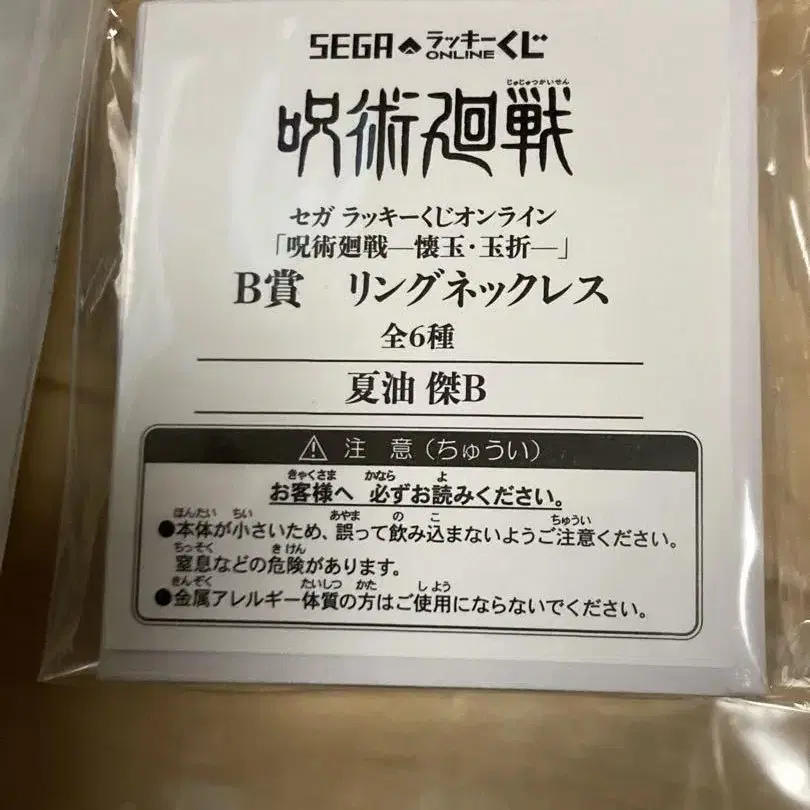 SEGA ラッキーくじ ONLINE
じゅじゅつかいせん
呪術廻戦
セガ ラッキーくじオンライン
「呪術廻戦―懐玉・玉折―」
B賞 リングネックレス
全6種
夏油 傑B
⚠ 注 意(ちゅうい)
きゃくさま かなら よ
お客様へ 必ずお読みください。
ほんたい ちい あやま の こ ちゅうい
●本体が小さいため、誤って飲み込まないようご注意ください。
ちっそく きけん
窒息などの危険があります。
きんぞく たいしつ かた しよう
●金属アレルギー体質の方はご使用にならないでください。